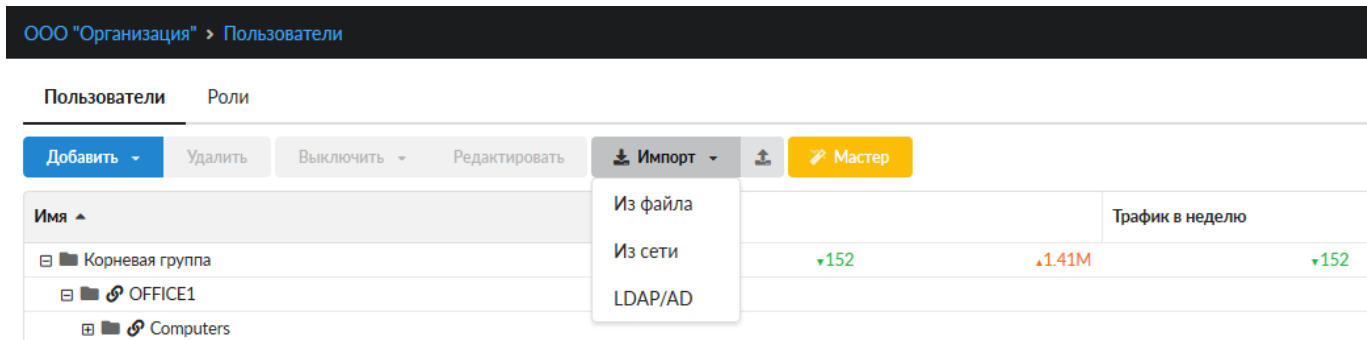 ООО "Организация" > Пользователи
Пользователи Роли
Добавить Удалить Выключить Редактировать Импорт Мастер
Имя Трафик в неделю
Из файла
Из сети
LDAP/AD
Корневая группа 152 1.41M 152
OFFICE1
Computers